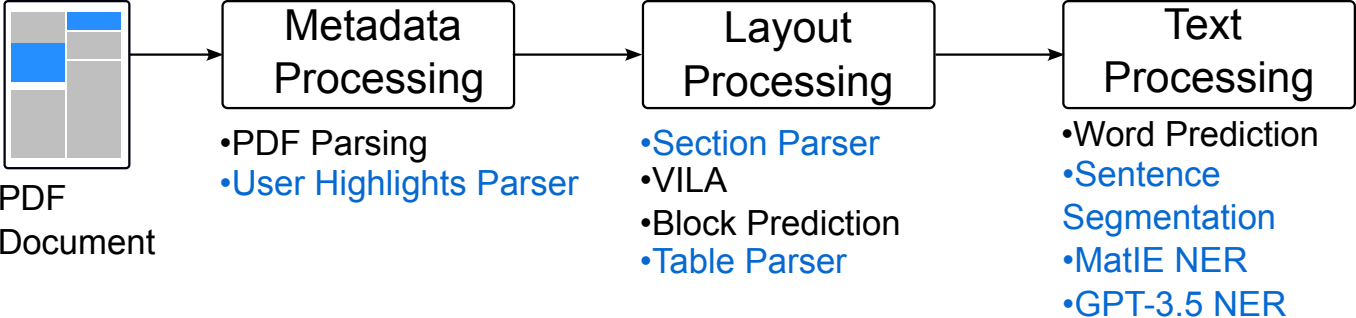 Metadata
Processing
Layout
Processing
Text
Processing
PDF
Document
•PDF Parsing
•User Highlights Parser
•Section Parser
•VILA
•Block Prediction
•Table Parser
•Word Prediction
•Sentence
Segmentation
•MatIE NER
•GPT-3.5 NER